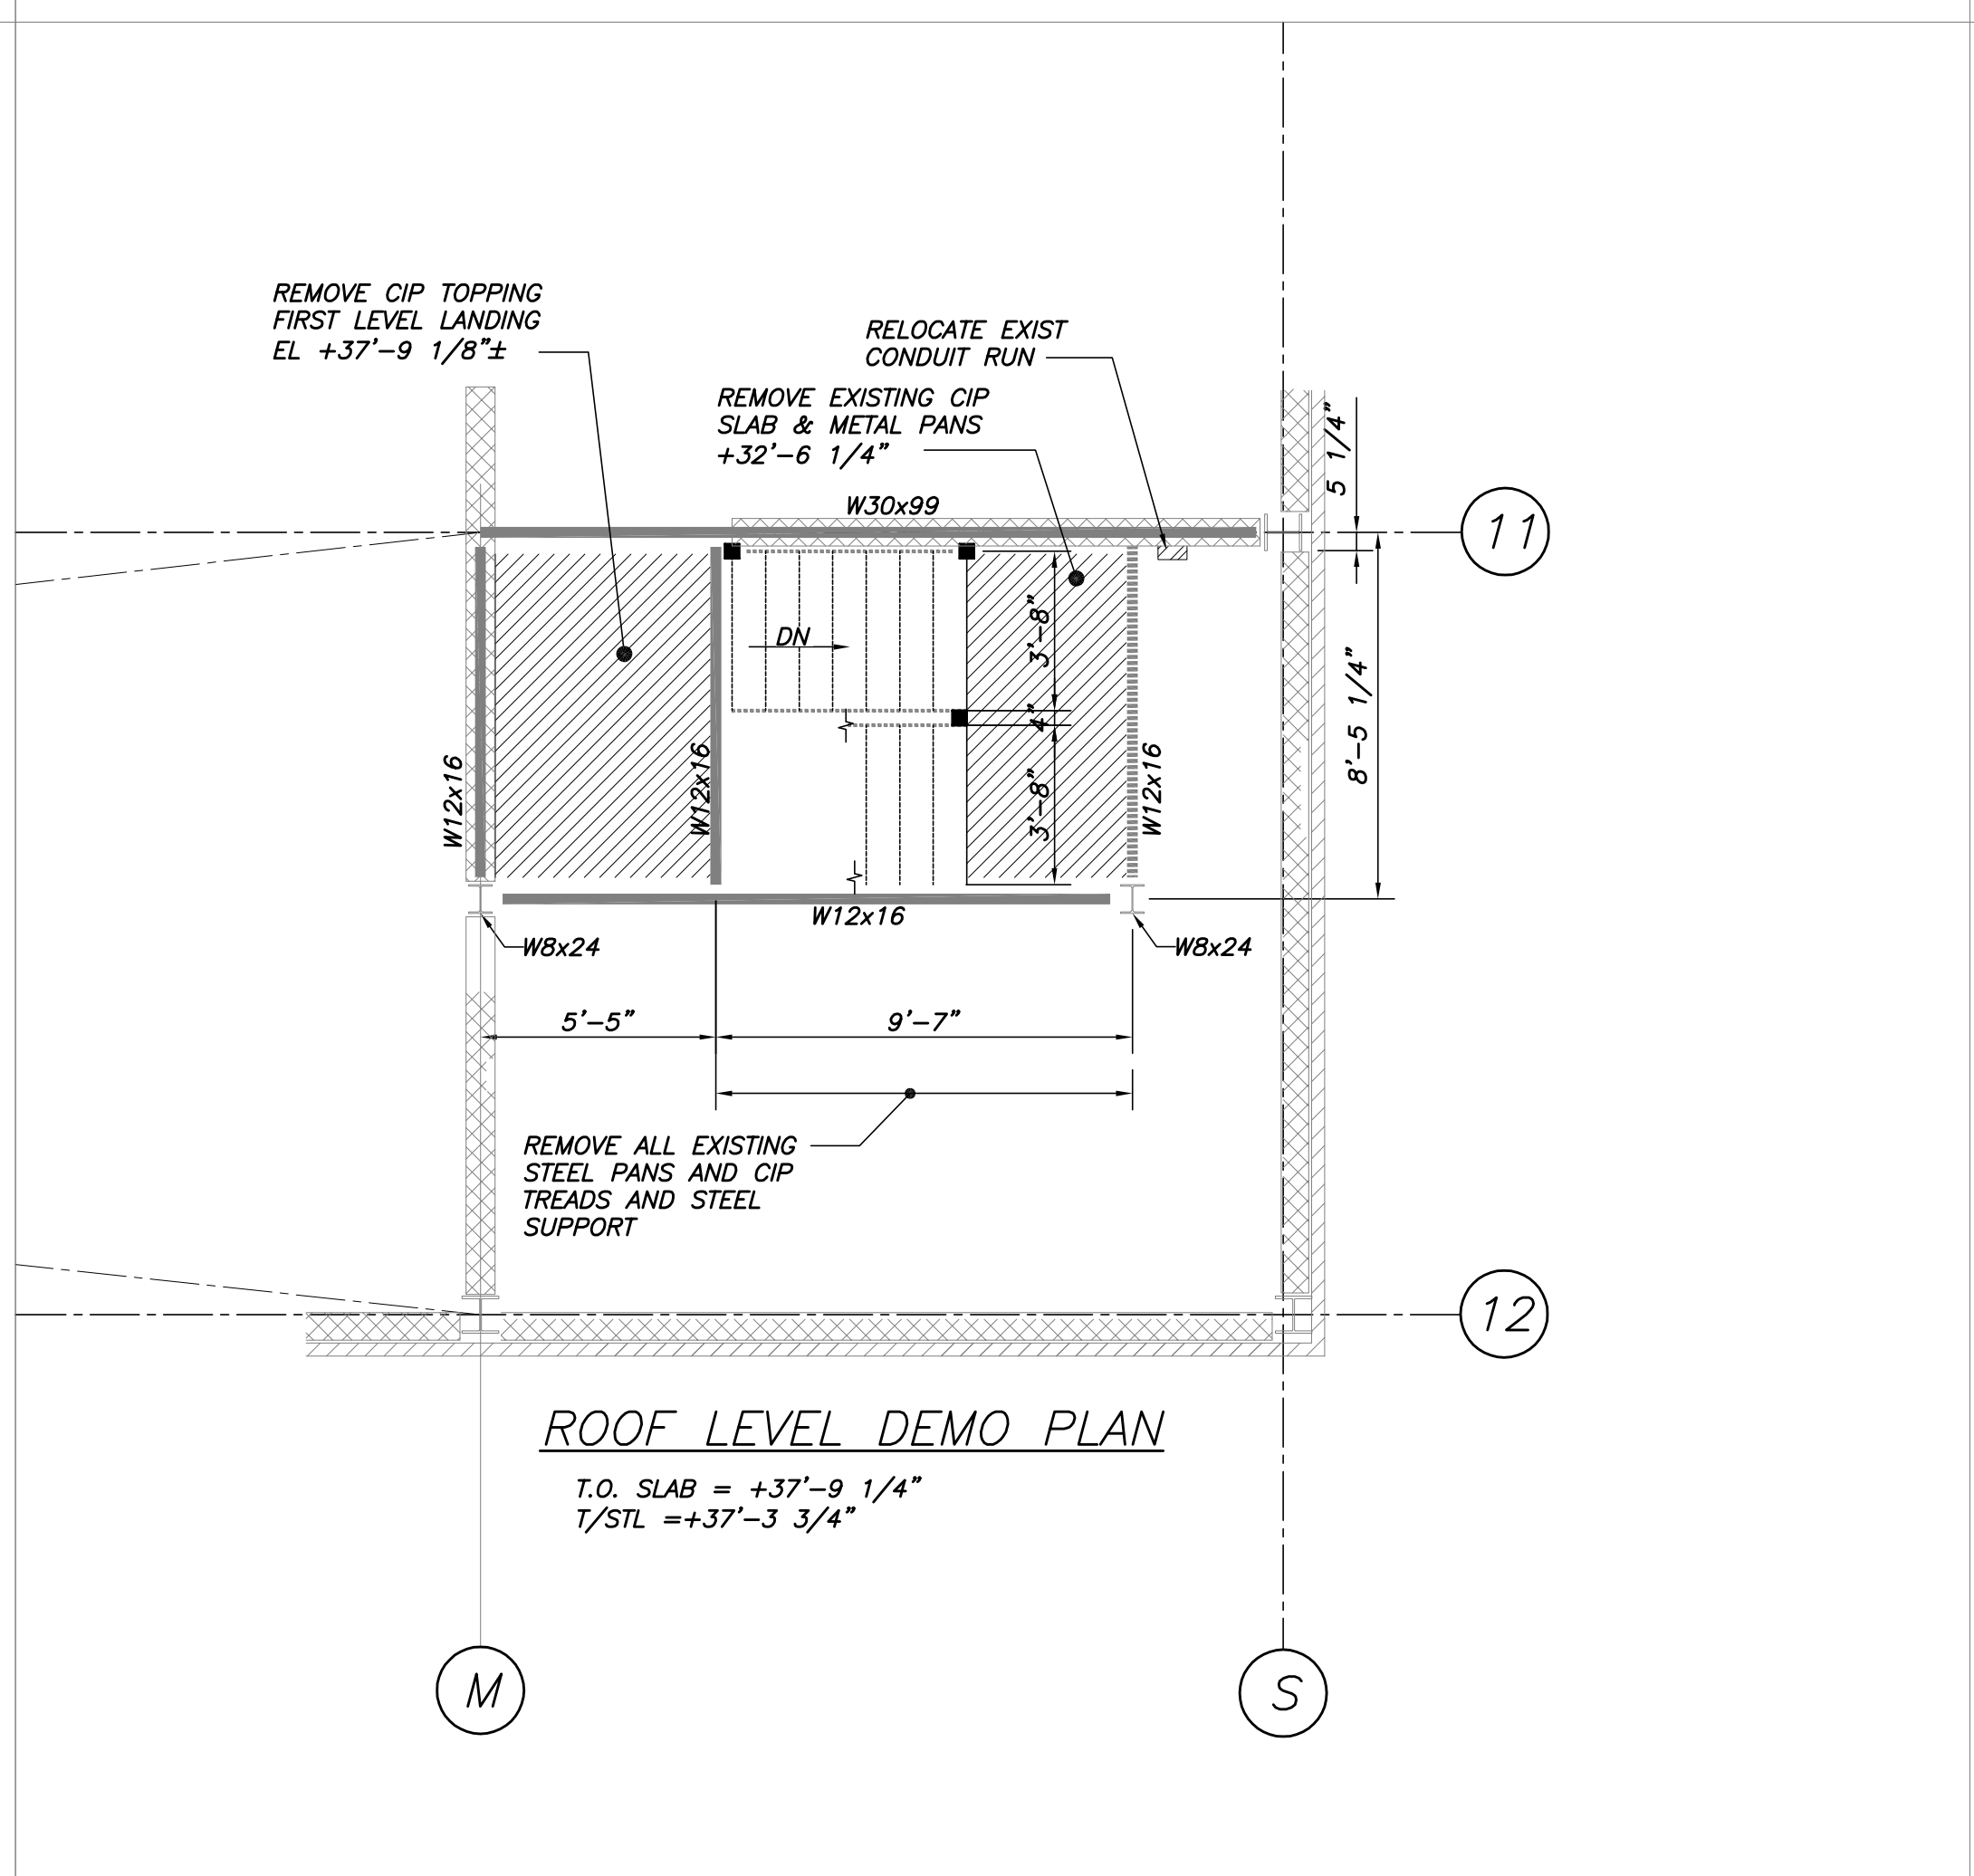 REMOVE CIP TOPPING
FIRST LEVEL LANDING
EL +37'-9 1/8"±
RELOCATE EXIST
CONDUIT RUN
REMOVE EXISTING CIP
SLAB & METAL PANS
+32'-6 1/4"
5 1/4"
W30x99
11
DN
3'-8"
4"
3'-8"
8'-5 1/4"
W12x16
W12x16
W12x16
W12x16
W8x24
W8x24
5'-5"
9'-7"
REMOVE ALL EXISTING
STEEL PANS AND CIP
TREADS AND STEEL
SUPPORT
12
ROOF LEVEL DEMO PLAN
T.O. SLAB = +37'-9 1/4"
T/STL =+37'-3 3/4"
M
S